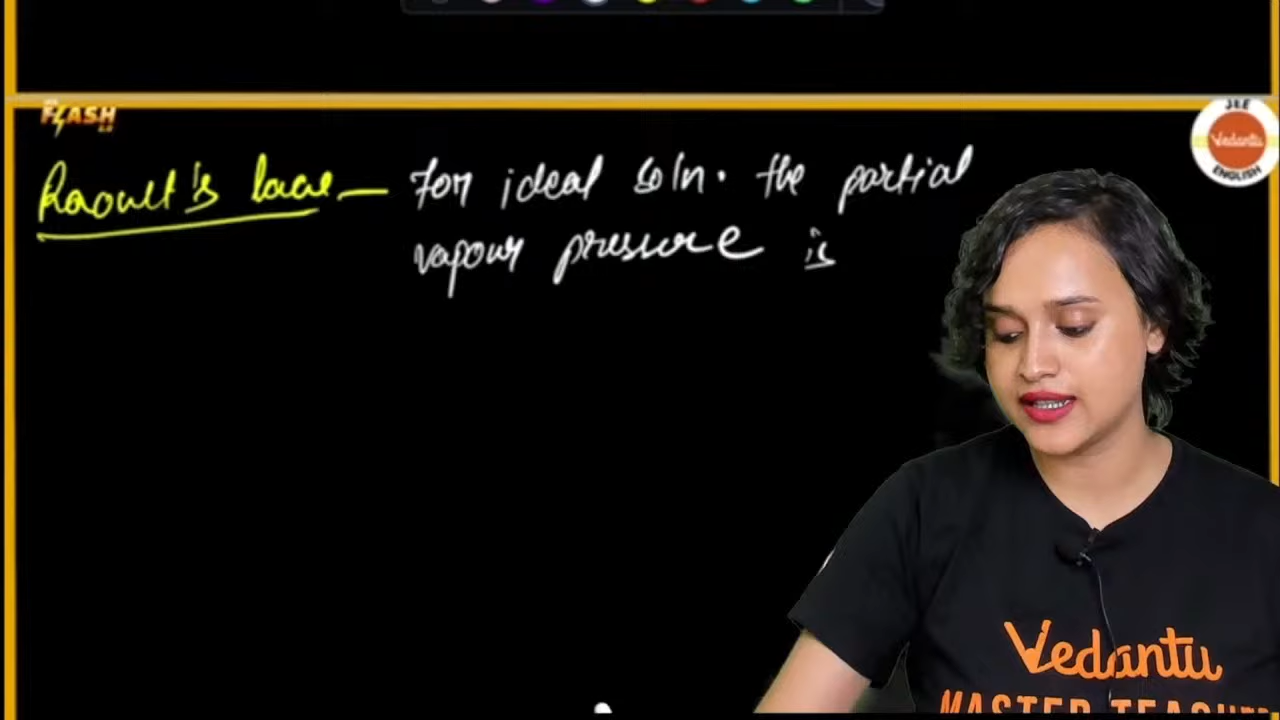 FLASH
JEE
Vedantu
ENGLISH
Raoult's law — For ideal soln. the partial
vapour pressure is
Vedantu
MASTER TEACHER